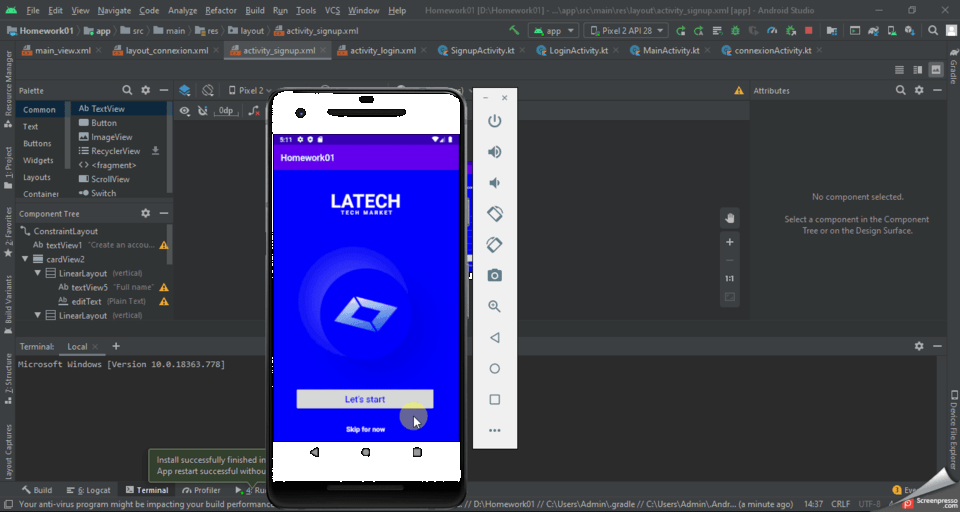 File Edit View Navigate Code Analyze Refactor Build Run Tools VCS Window Help Homework01 [D:\Homework01] - ...\app\src\main\res\layout\activity_signup.xml [app] - Android Studio
Homework01 app src main res layout activity_signup.xml app Pixel 2 API 28
main_view.xml layout_connexion.xml activity_signup.xml activity_login.xml SignupActivity.kt LoginActivity.kt MainActivity.kt connexionActivity.kt
Palette Pixel 2 Attributes
Common Ab TextView 0dp
Text Button
Buttons ImageView
Widgets RecyclerView
Layouts <fragment>
Container ScrollView
Switch
Component Tree
ConstraintLayout
Ab textView1 "Create an accou...
cardView2
LinearLayout (vertical)
Ab textView5 "Full name"
Ab editText (Plain Text)
LinearLayout (vertical)
No component selected.
Select a component in the Component
Tree or on the Design Surface.
1:1
5:11
Homework01
LATECH
TECH MARKET
Let's start
Skip for now
Terminal: Local
Microsoft Windows [Version 10.0.18363.778]
Install successfully finished in
App restart successful withou
Build 6: Logcat Terminal Profiler 4: Run
Your anti-virus program might be impacting your build performance // D:\Homework01 // C:\Users\Admin\.gradle // C:\Users\Admin\...Andr... (a minute ago) 14:37 CRLF UTF-8
Resource Manager
1: Project
2: Favorites
Build Variants
Z: Structure
Layout Captures
Gradle
Device File Explorer
Screenpresso
.com